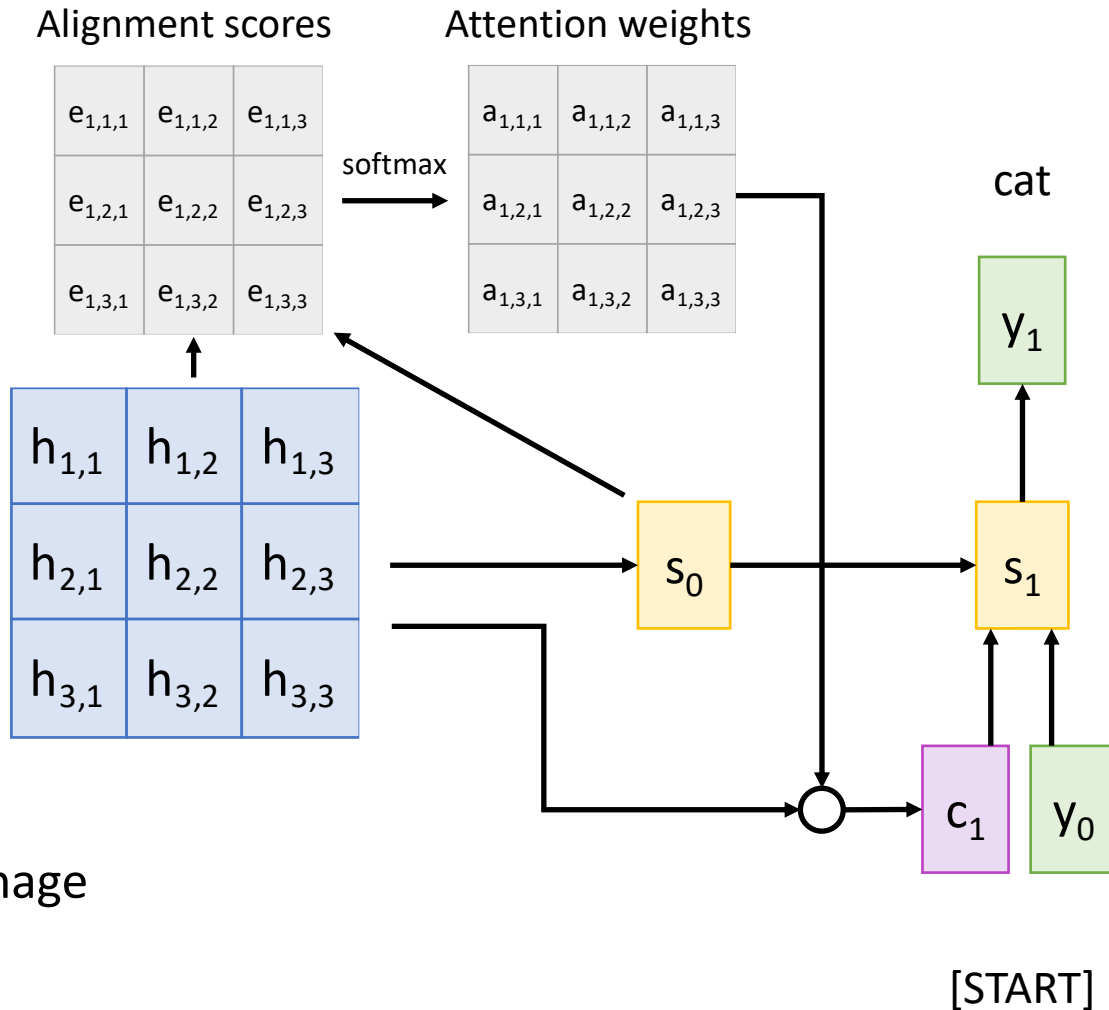 Alignment scores
Attention weights
e1,1,1 e1,1,2 e1,1,3
e1,2,1 e1,2,2 e1,2,3
e1,3,1 e1,3,2 e1,3,3
softmax
a1,1,1 a1,1,2 a1,1,3
a1,2,1 a1,2,2 a1,2,3
a1,3,1 a1,3,2 a1,3,3
cat
y1
h1,1 h1,2 h1,3
h2,1 h2,2 h2,3
h3,1 h3,2 h3,3
s0
s1
c1
y0
[START]